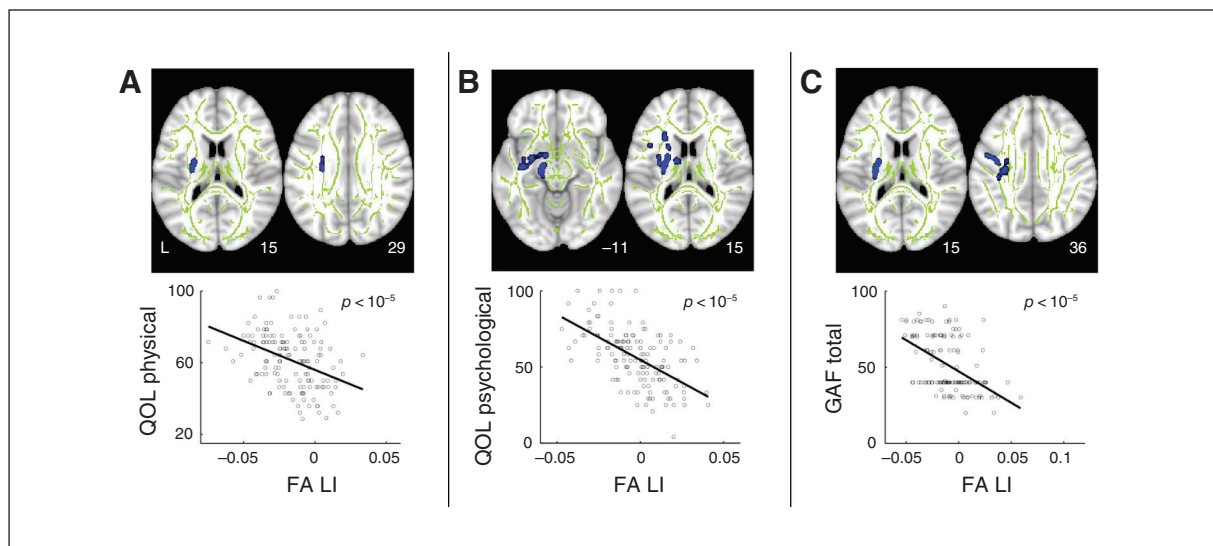 A
B
C
L 15 29
−11 15
15 36
QOL physical
100
60
20
p < 10−5
−0.05 0 0.05
FA LI
QOL psychological
100
50
0
p < 10−5
−0.05 0 0.05
FA LI
GAF total
100
50
0
p < 10−5
−0.05 0 0.05 0.1
FA LI